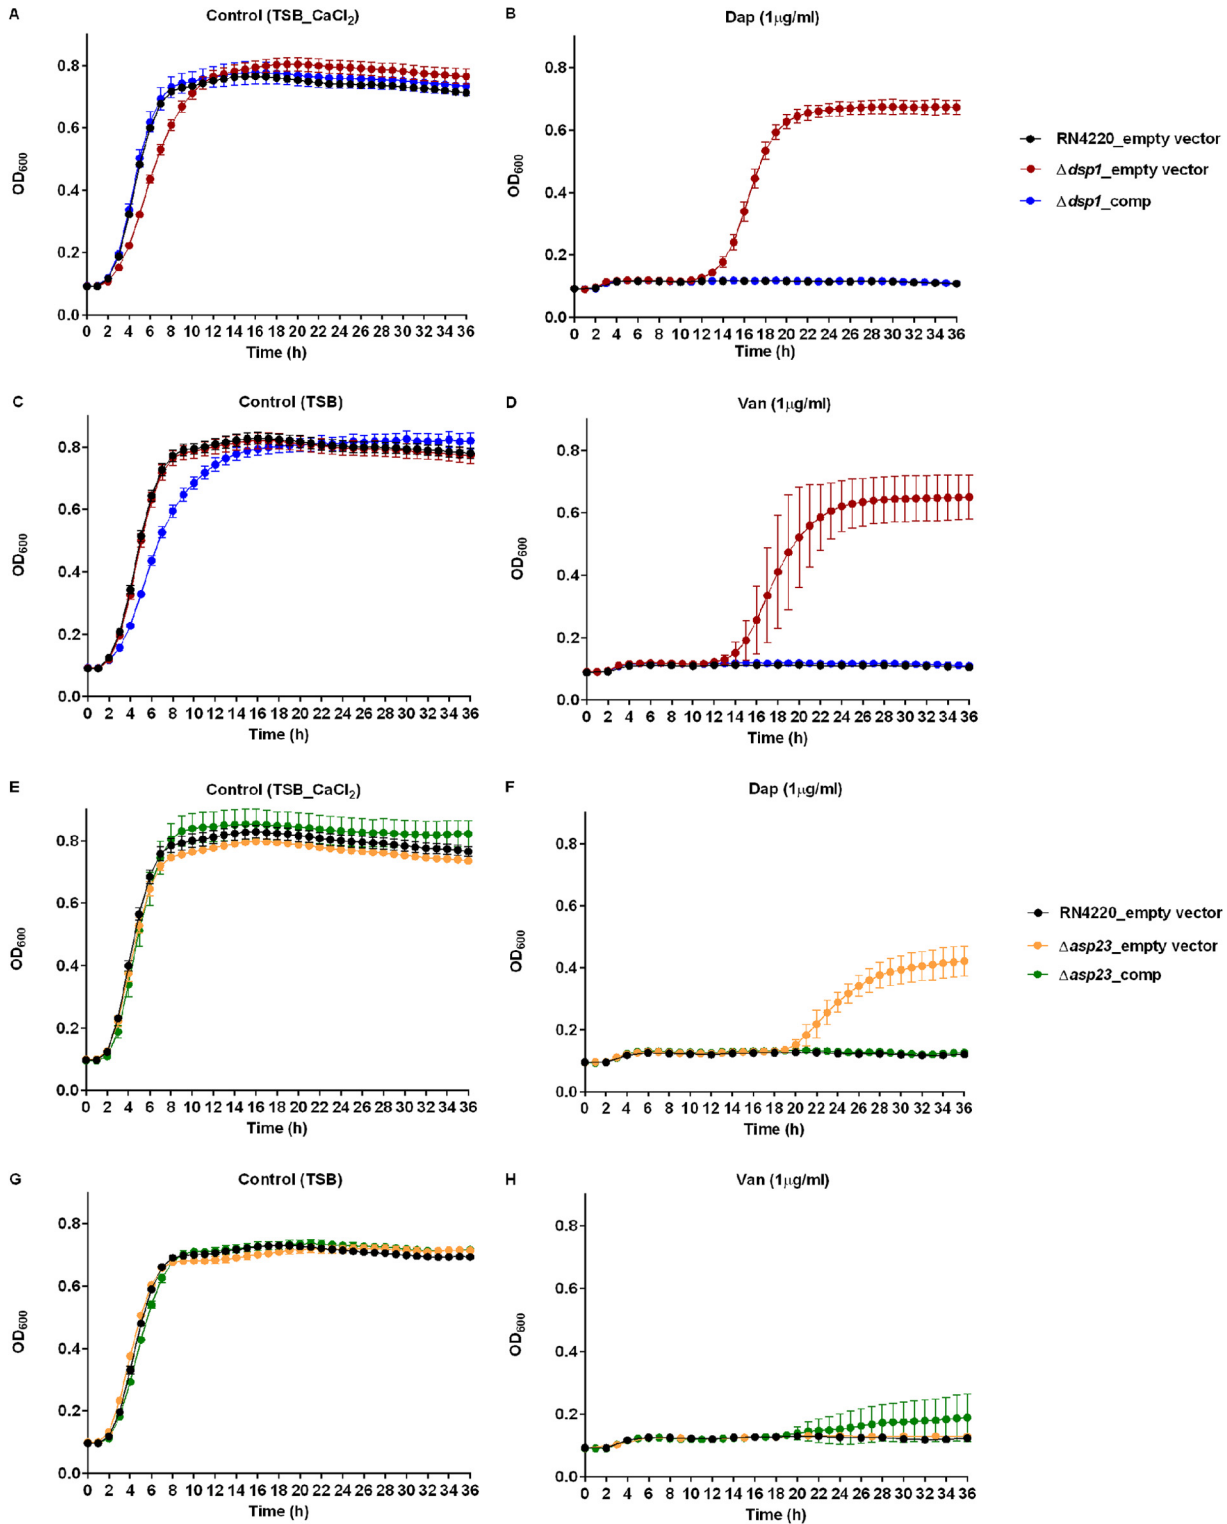 A
Control (TSB_CaCl2)
OD600
0.8
0.6
0.4
0.2
0.0
0 2 4 6 8 10 12 14 16 18 20 22 24 26 28 30 32 34 36
Time (h)
B
Dap (1μg/ml)
OD600
0.8
0.6
0.4
0.2
0.0
0 2 4 6 8 10 12 14 16 18 20 22 24 26 28 30 32 34 36
Time (h)
RN4220_empty vector
Δdsp1_empty vector
Δdsp1_comp
C
Control (TSB)
OD600
0.8
0.6
0.4
0.2
0.0
0 2 4 6 8 10 12 14 16 18 20 22 24 26 28 30 32 34 36
Time (h)
D
Van (1μg/ml)
OD600
0.8
0.6
0.4
0.2
0.0
0 2 4 6 8 10 12 14 16 18 20 22 24 26 28 30 32 34 36
Time (h)
E
Control (TSB_CaCl2)
OD600
0.8
0.6
0.4
0.2
0.0
0 2 4 6 8 10 12 14 16 18 20 22 24 26 28 30 32 34 36
Time (h)
F
Dap (1μg/ml)
OD600
0.8
0.6
0.4
0.2
0.0
0 2 4 6 8 10 12 14 16 18 20 22 24 26 28 30 32 34 36
Time (h)
RN4220_empty vector
Δasp23_empty vector
Δasp23_comp
G
Control (TSB)
OD600
0.8
0.6
0.4
0.2
0.0
0 2 4 6 8 10 12 14 16 18 20 22 24 26 28 30 32 34 36
Time (h)
H
Van (1μg/ml)
OD600
0.8
0.6
0.4
0.2
0.0
0 2 4 6 8 10 12 14 16 18 20 22 24 26 28 30 32 34 36
Time (h)